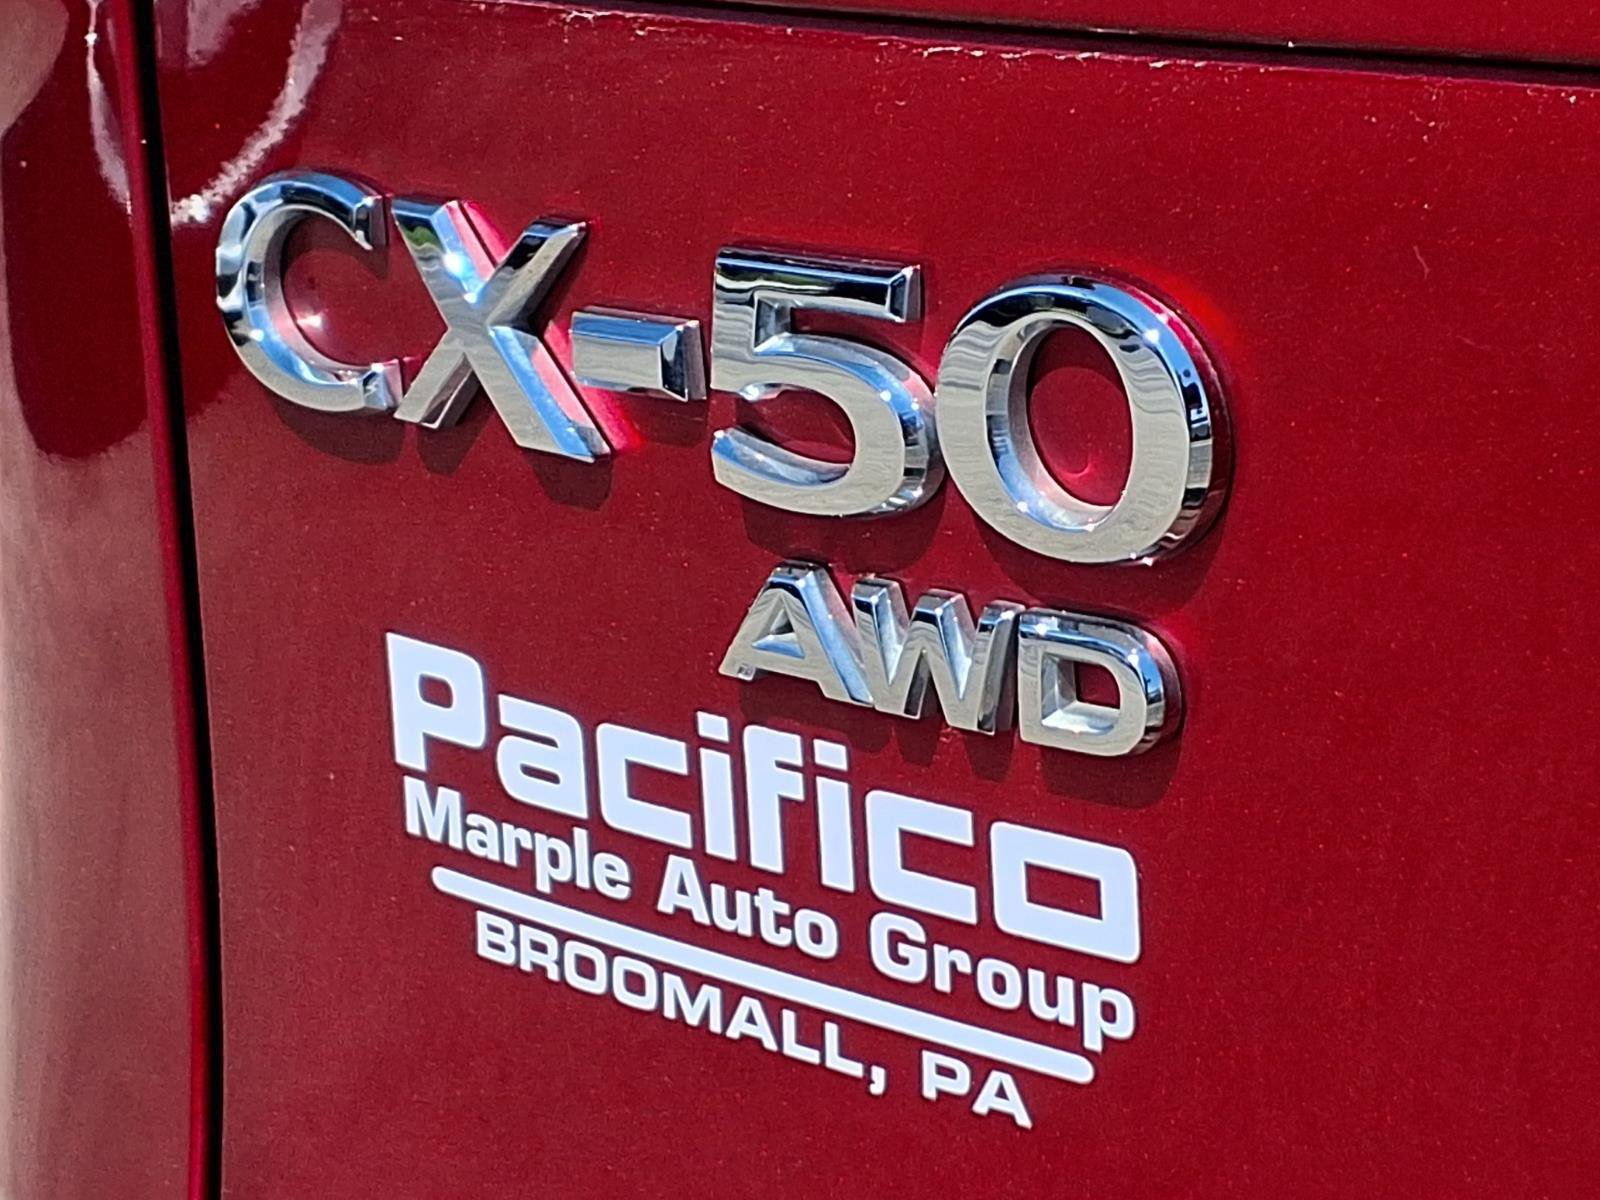 CX-50
AWD
Pacifico
Marple Auto Group
BROOMALL, PA